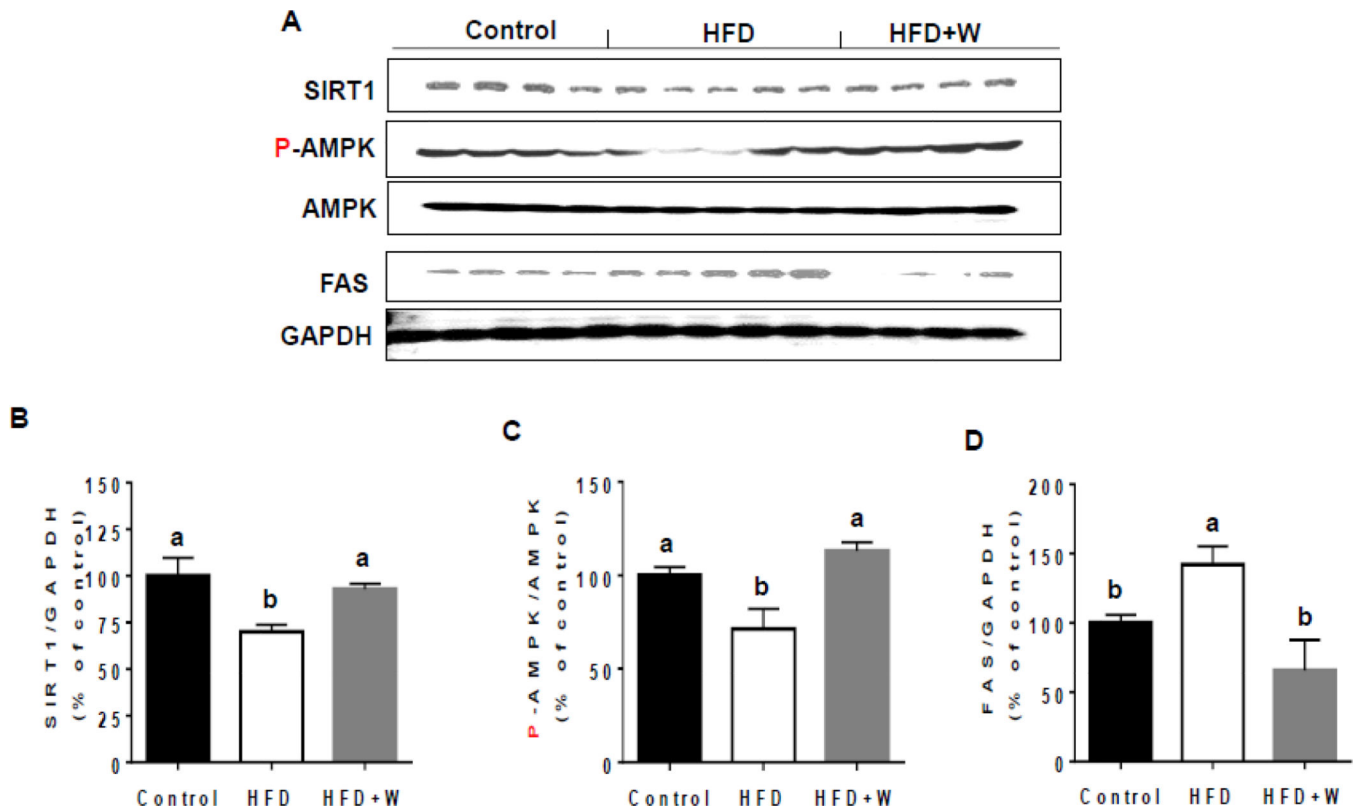 A
Control HFD HFD+W
SIRT1
P-AMPK
AMPK
FAS
GAPDH
B
SIRT1/GAPDH
(% of control)
150
125
100
75
50
25
0
a
b
a
Control HFD HFD+W
C
P-AMPK/AMPK
(% of control)
150
100
50
0
a
b
a
Control HFD HFD+W
D
FAS/GAPDH
(% of control)
200
150
100
50
0
b
a
b
Control HFD HFD+W